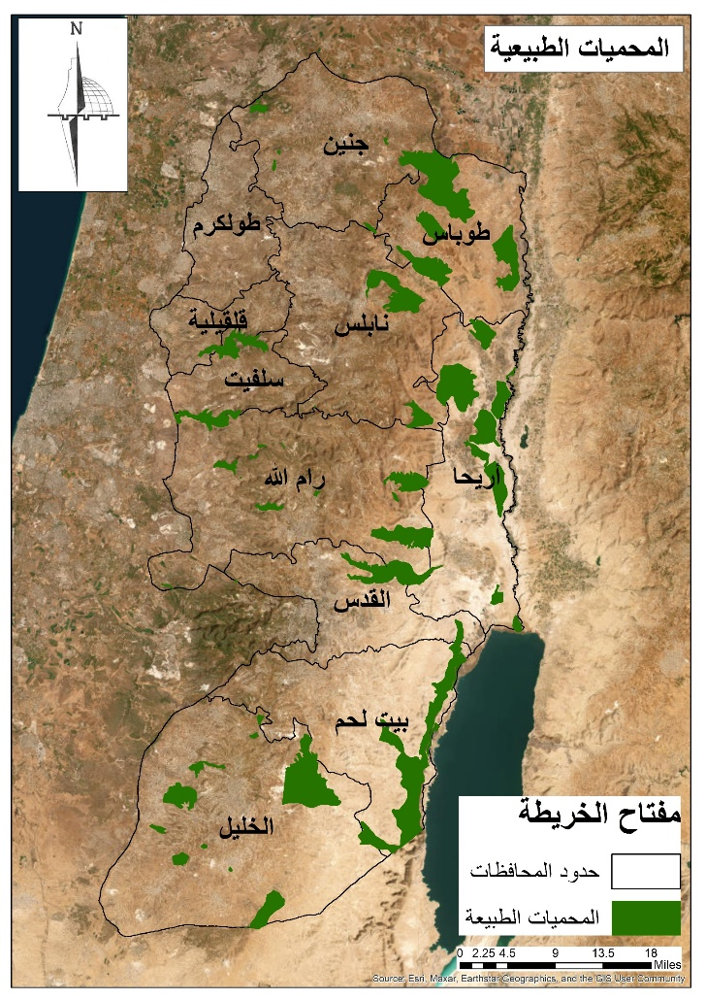 N
المحميات الطبيعية
جنين
طولكرم
طوباس
قلقيلية
نابلس
سلفيت
رام الله
أريحا
القدس
بيت لحم
الخليل
مفتاح الخريطة
حدود المحافظات
المحميات الطبيعة
0 2.25 4.5 9 13.5 18
Miles
Source: Esri, Maxar, Earthstar Geographics, and the GIS User Community